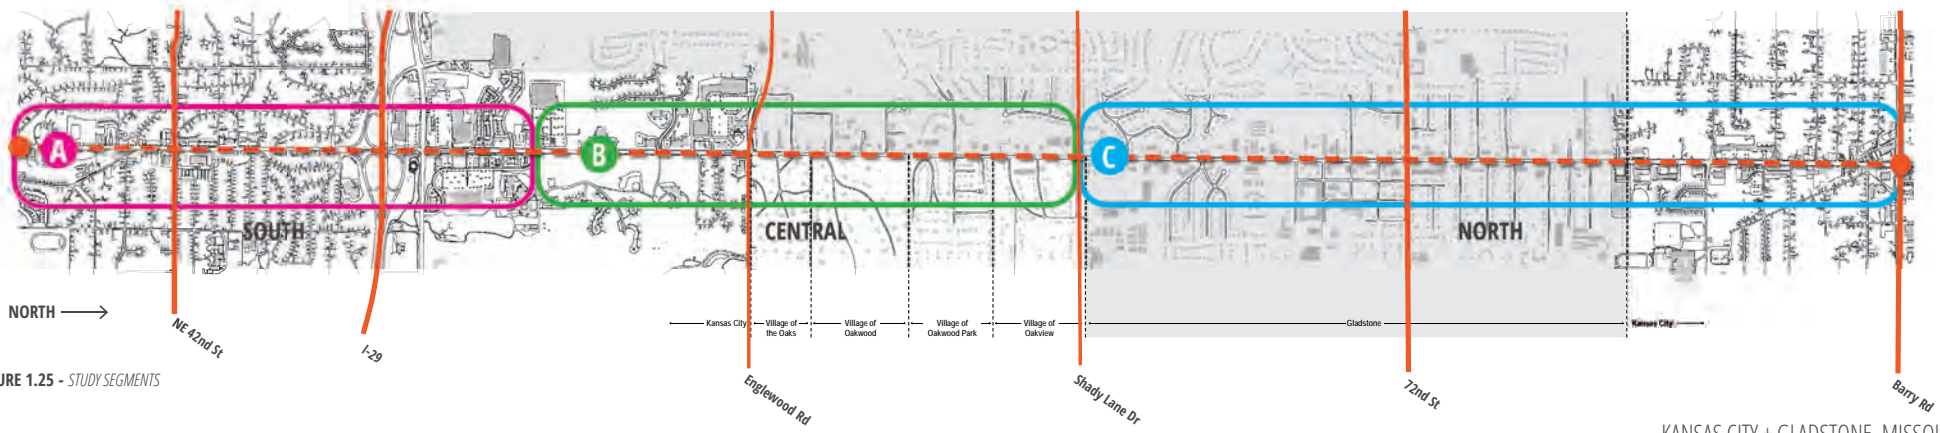 A
B
C
SOUTH
CENTRAL
NORTH
NORTH
NE 42nd St
I-29
Kansas City
Village of
the Oaks
Village of
Oakwood
Village of
Oakwood Park
Village of
Oakview
Gladstone
Kansas City
Englewood Rd
Shady Lane Dr
72nd St
Barry Rd
URE 1.25 - STUDY SEGMENTS
KANSAS CITY + GLADSTONE, MISSO